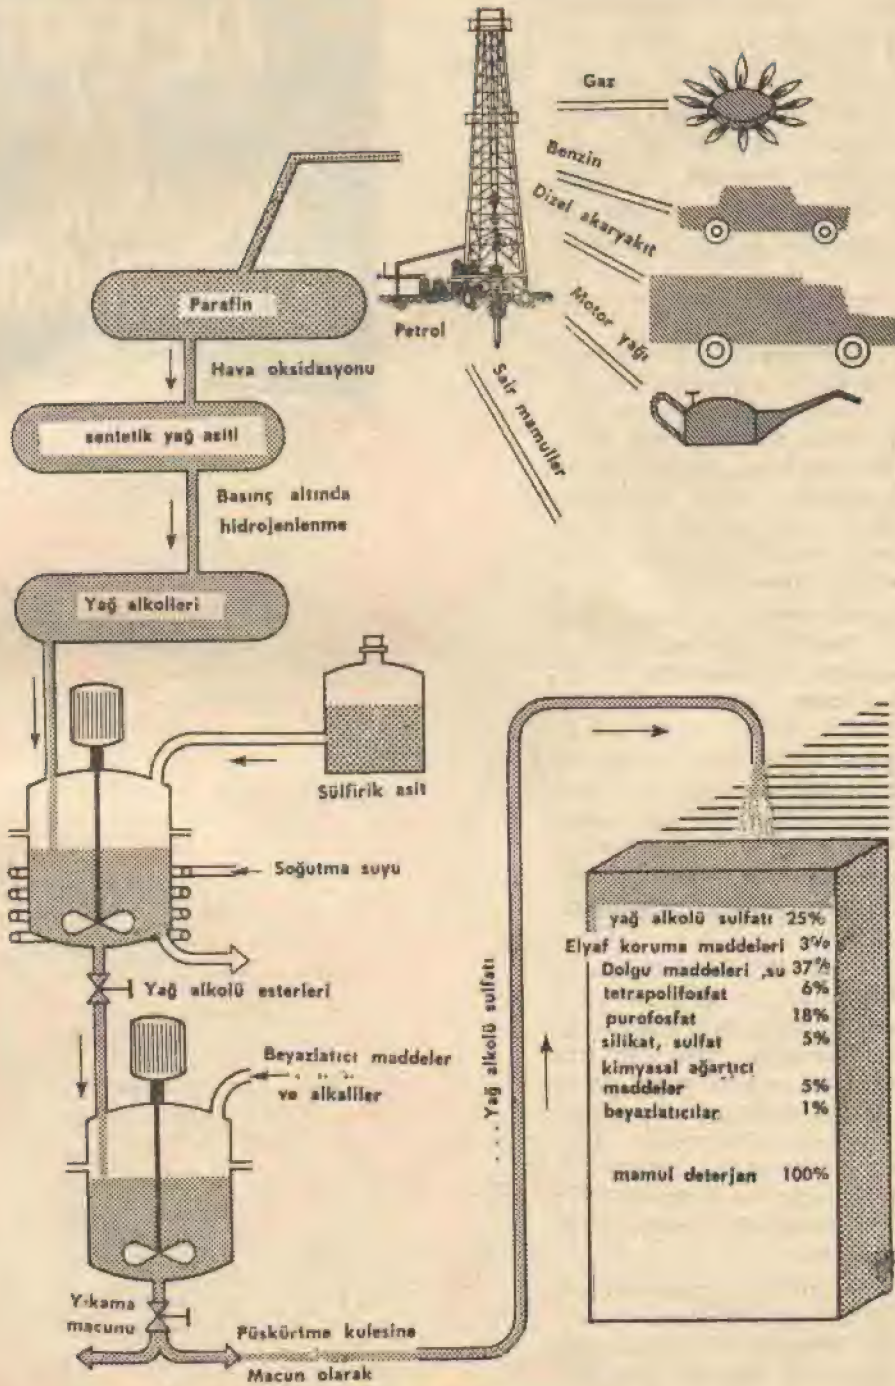 Gaz
Benzin
Dizel akaryakıt
Motor yağı
Sair mamuller
Petrol
Parafin
Hava oksidasyonu
sentetik yağ asiti
Basınç altında
hidrojenlenme
Yağ alkolleri
Sülfirik asit
Soğutma suyu
Yağ alkolü esterleri
Beyazlatıcı maddeler
ve alkaliler
Yıkama
macunu
Püskürtme kulesine
Macun olarak
....Yağ alkolü sulfatı
yağ alkolü sulfatı 25%
Elyaf koruma maddeleri 3%
Dolgu maddeleri ,su 37%
tetrapolifosfat 6%
purofosfat 18%
silikat, sulfat 5%
kimyasal ağartıcı
maddeler 5%
beyazlatıcılar 1%
mamul deterjan 100%